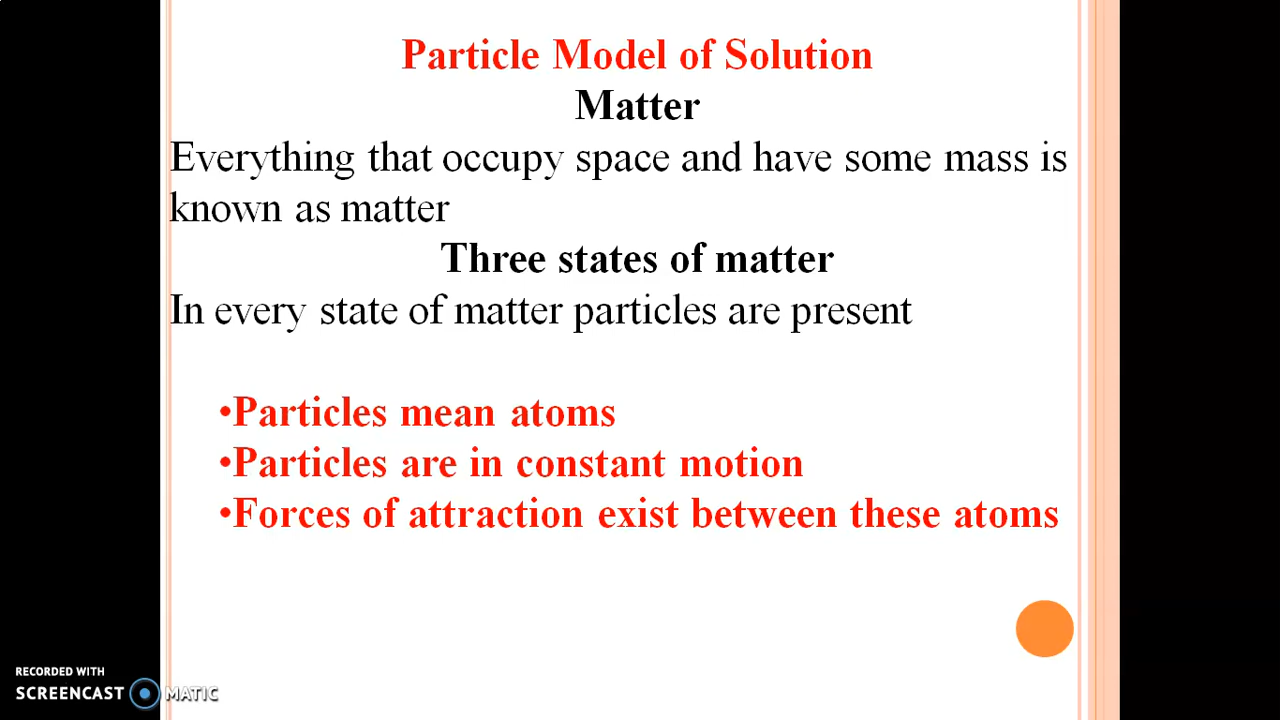 Particle Model of Solution
Matter
Everything that occupy space and have some mass is
known as matter
Three states of matter
In every state of matter particles are present
•Particles mean atoms
•Particles are in constant motion
•Forces of attraction exist between these atoms
RECORDED WITH
SCREENCAST MATIC